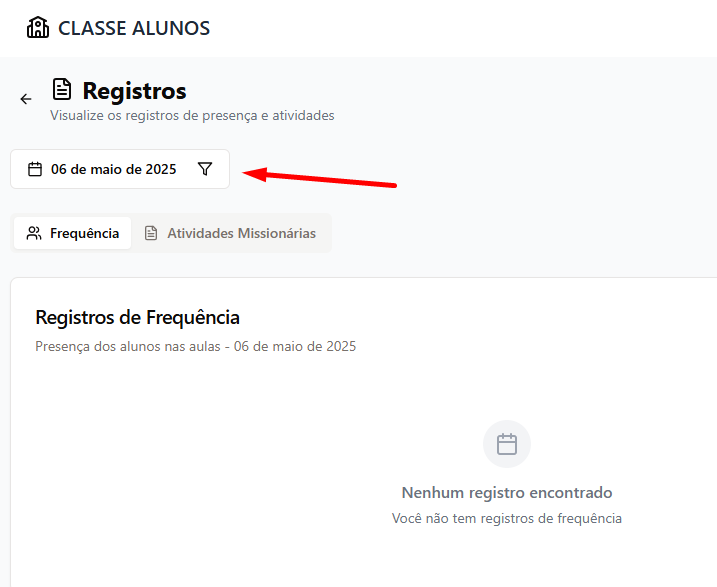 CLASSE ALUNOS
Registros
Visualize os registros de presença e atividades
06 de maio de 2025
Frequência
Atividades Missionárias
Registros de Frequência
Presença dos alunos nas aulas - 06 de maio de 2025
Nenhum registro encontrado
Você não tem registros de frequência